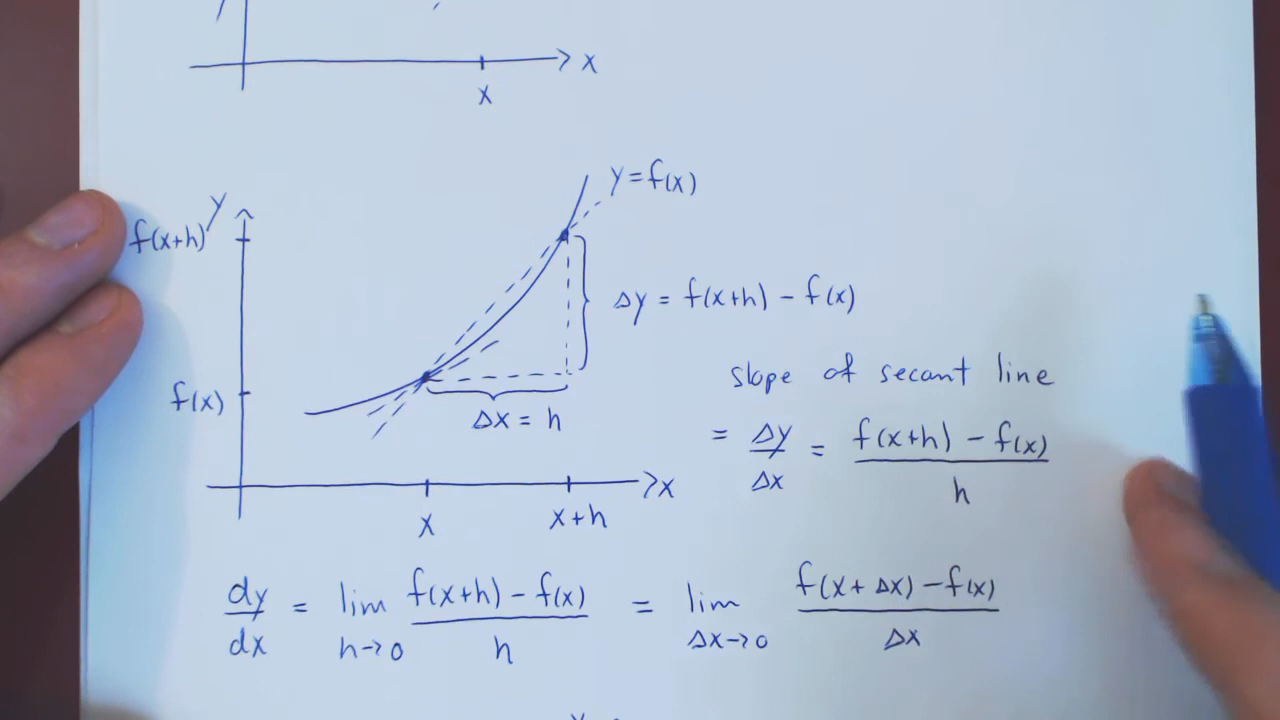 x
x
y = f(x)
y
f(x+h)
Δy = f(x+h) - f(x)
slope of secant line
f(x)
Δx = h
= Δy/Δx = (f(x+h) - f(x))/h
x
x
x+h
dy/dx = lim h→0 (f(x+h) - f(x))/h = lim Δx→0 (f(x+Δx) - f(x))/Δx